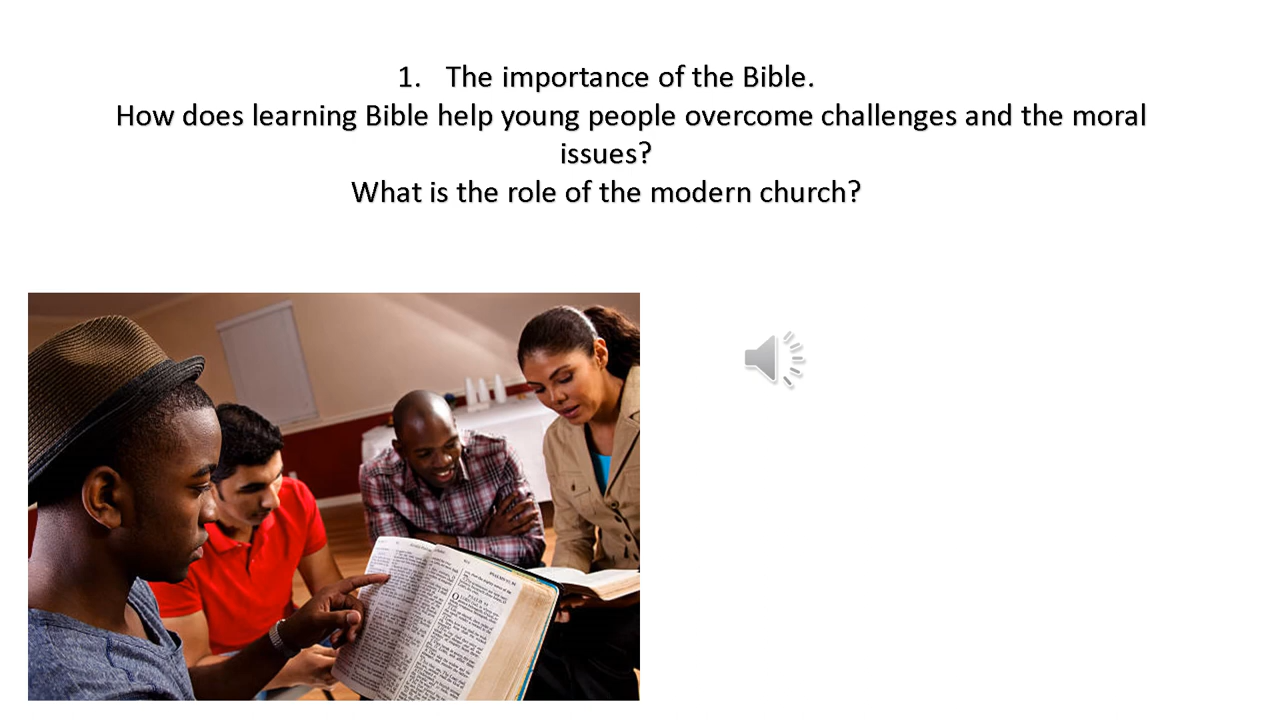 1. The importance of the Bible.
How does learning Bible help young people overcome challenges and the moral
issues?
What is the role of the modern church?